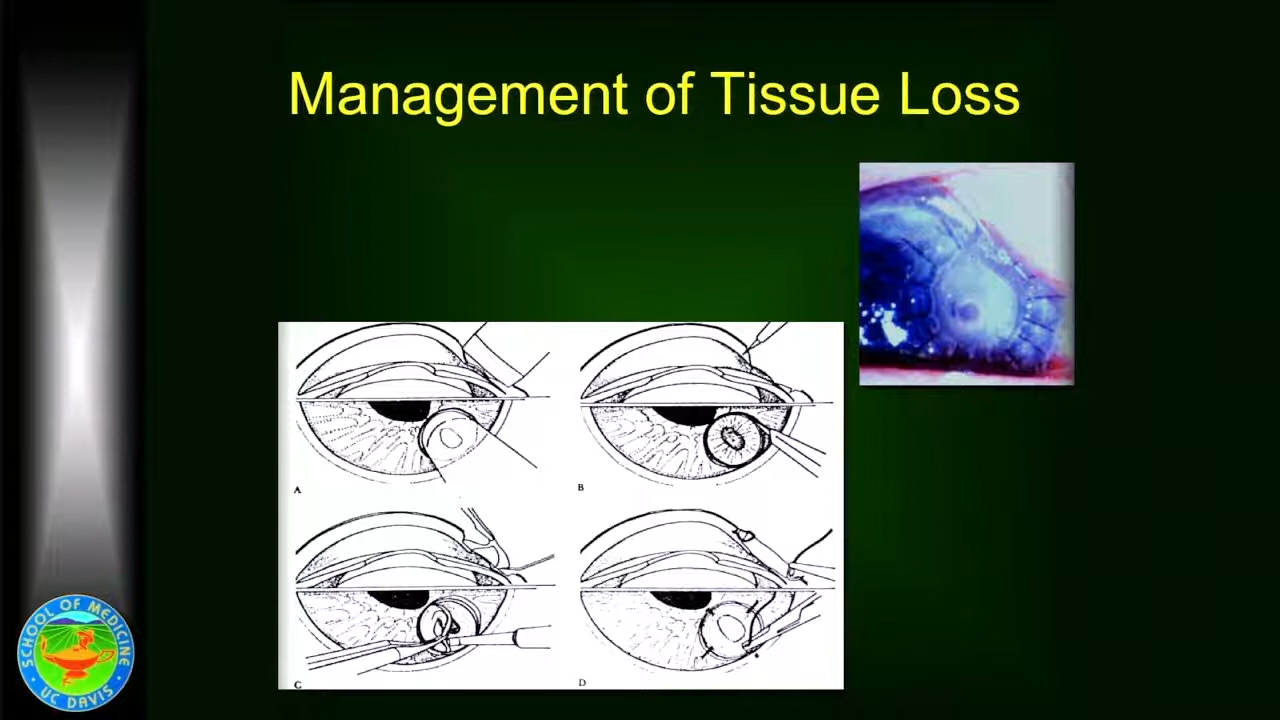 Management of Tissue Loss
A
B
C
D
SCHOOL OF MEDICINE
UC DAVIS